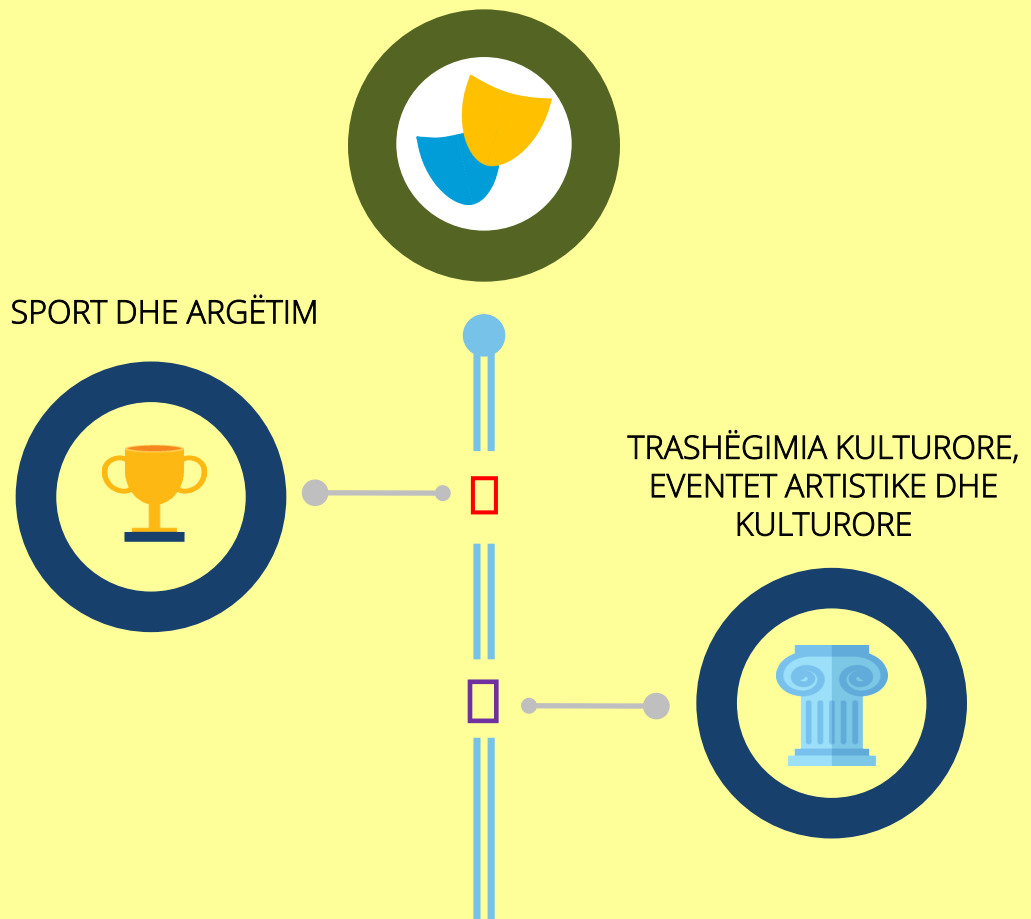 SPORT DHE ARGËTIM
TRASHËGIMIA KULTURORE,
EVENTET ARTISTIKE DHE
KULTURORE